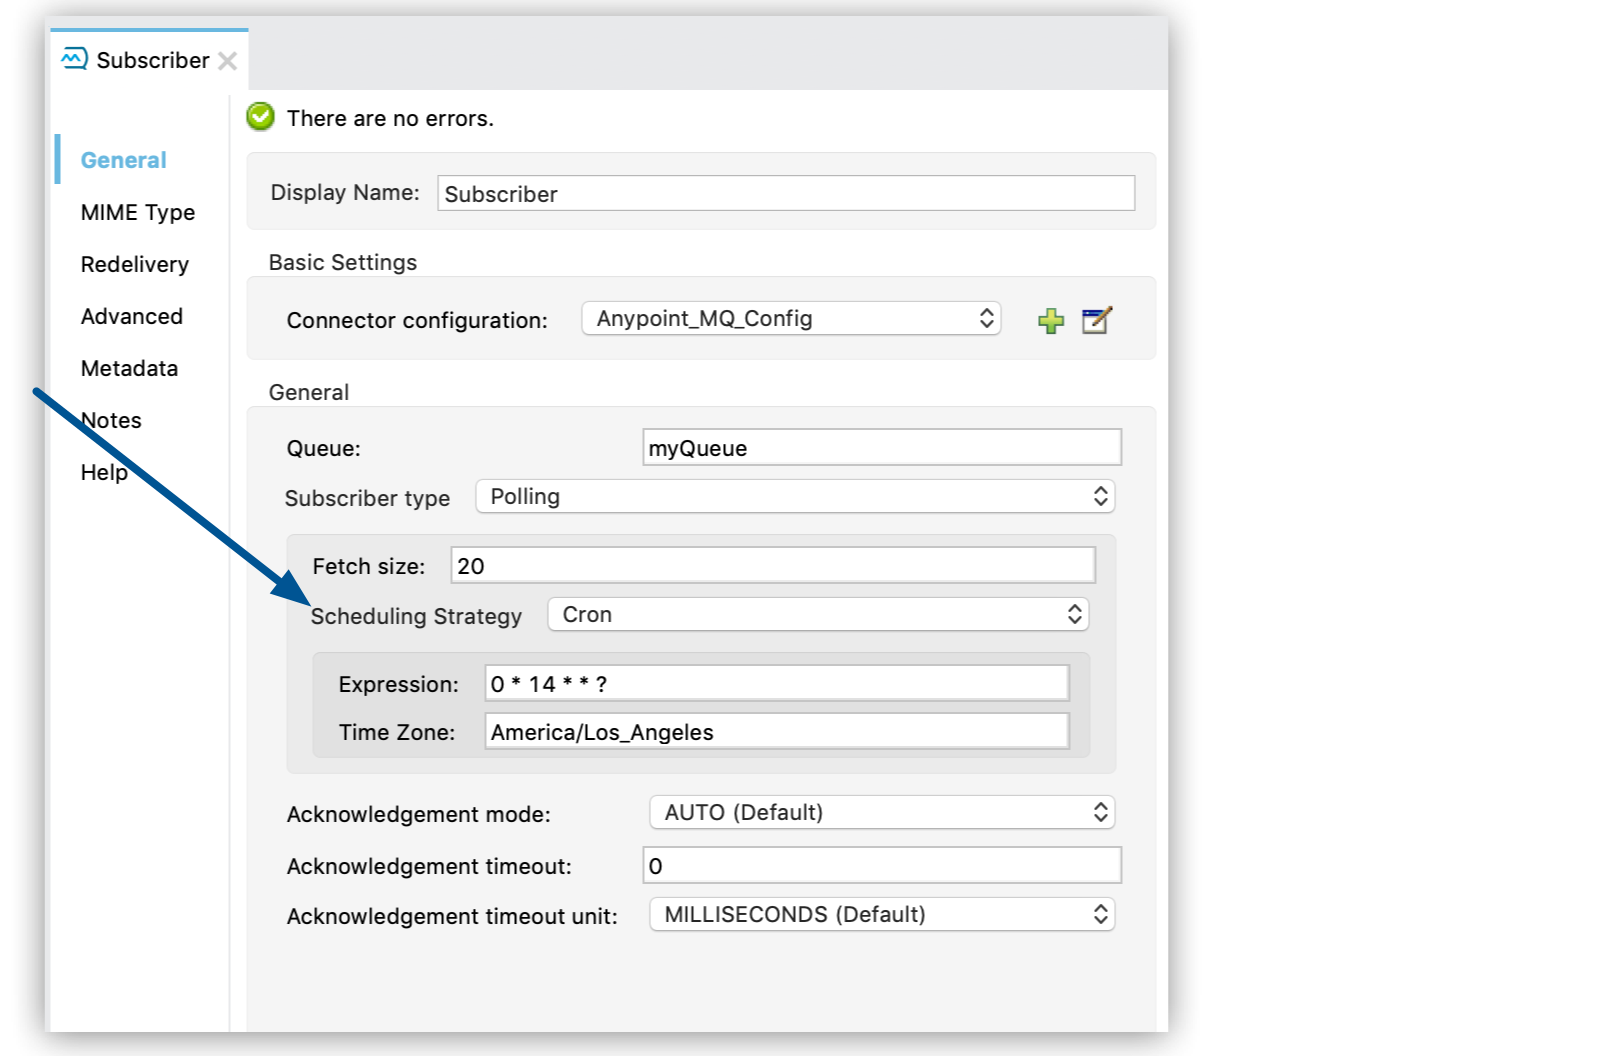 Subscriber
There are no errors.
General
MIME Type
Redelivery
Advanced
Metadata
Notes
Help
Display Name: Subscriber
Basic Settings
Connector configuration: Anypoint_MQ_Config
General
Queue: myQueue
Subscriber type Polling
Fetch size: 20
Scheduling Strategy Cron
Expression: 0 * 14 * * ?
Time Zone: America/Los_Angeles
Acknowledgement mode: AUTO (Default)
Acknowledgement timeout: 0
Acknowledgement timeout unit: MILLISECONDS (Default)